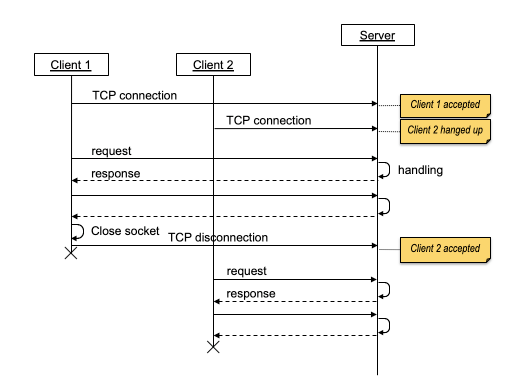 Server
Client 1
Client 2
TCP connection
Client 1 accepted
TCP connection
Client 2 hanged up
request
response
handling
Close socket
TCP disconnection
Client 2 accepted
request
response